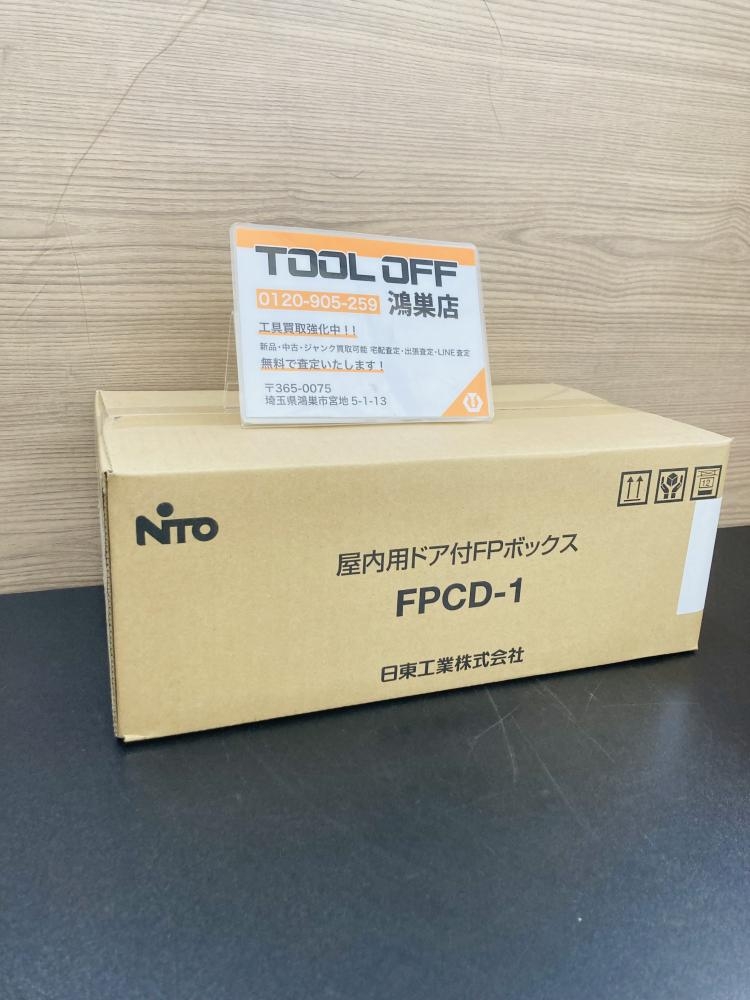 TOOL OFF
0120-905-259 鴻巣店
工具買取強化中！！
新品・中古・ジャンク買取可能 宅配査定・出張査定・LINE査定
無料で査定いたします！
〒365-0075
埼玉県鴻巣市宮地 5-1-13
NITO
12
屋内用ドア付FPボックス
FPCD-1
日東工業株式会社